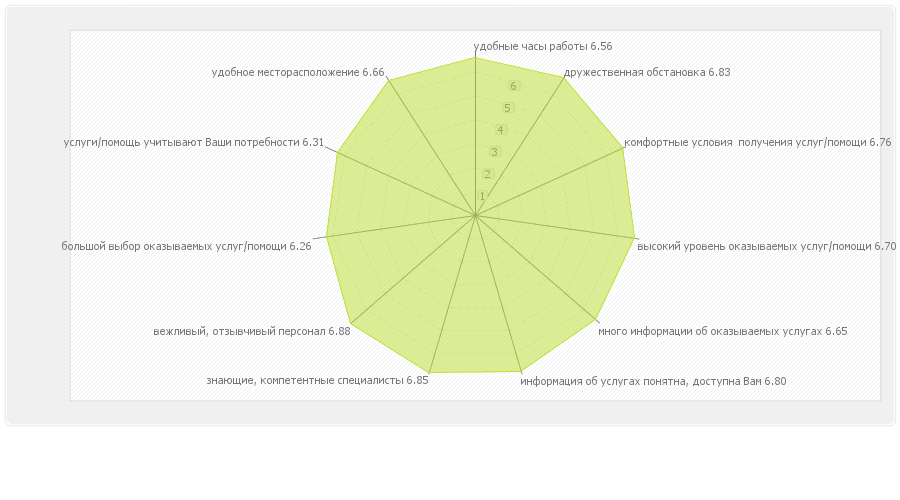 удобные часы работы 6.56
удобное месторасположение 6.66
дружественная обстановка 6.83
6
5
4
услуги/помощь учитывают Ваши потребности 6.31
комфортные условия  получения услуг/помощи 6.76
3
2
1
большой выбор оказываемых услуг/помощи 6.26
высокий уровень оказываемых услуг/помощи 6.70
вежливый, отзывчивый персонал 6.88
много информации об оказываемых услугах 6.65
знающие, компетентные специалисты 6.85
информация об услугах понятна, доступна Вам 6.80